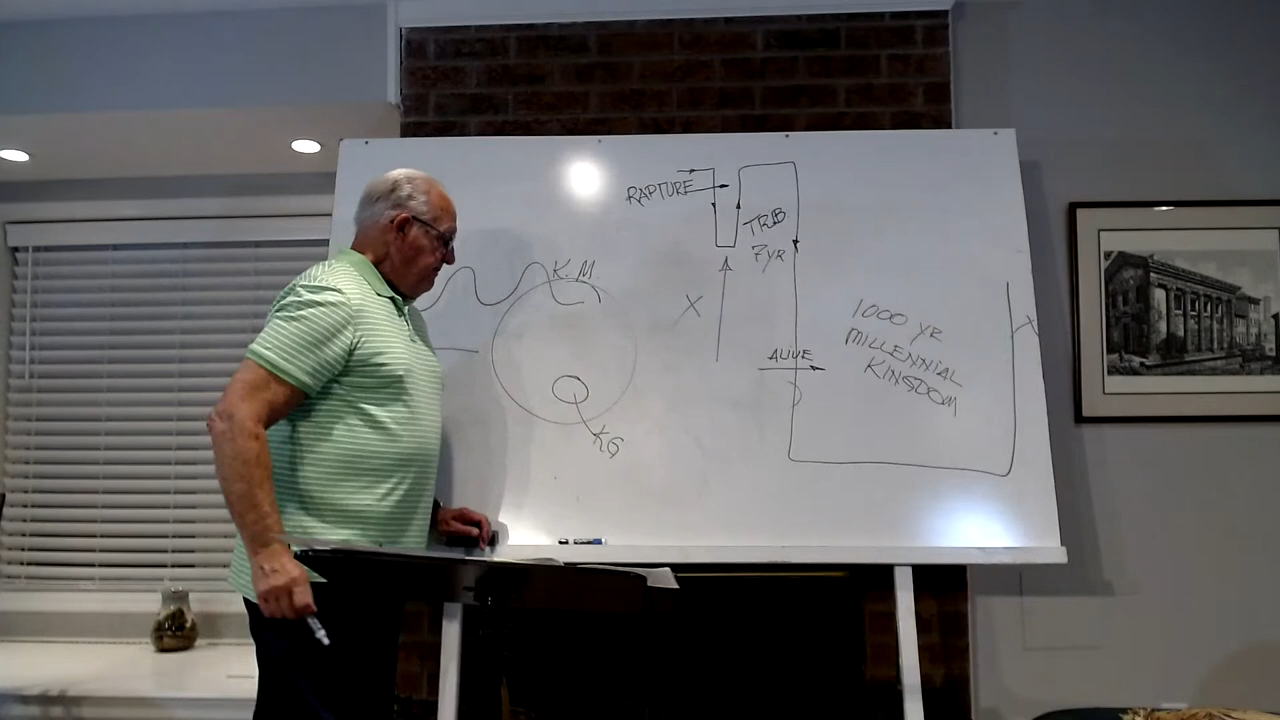 RAPTURE
TRIB
7yr
K.M.
X
1000 YR
MILLENNIAL
KINGDOM
ALIVE
KG